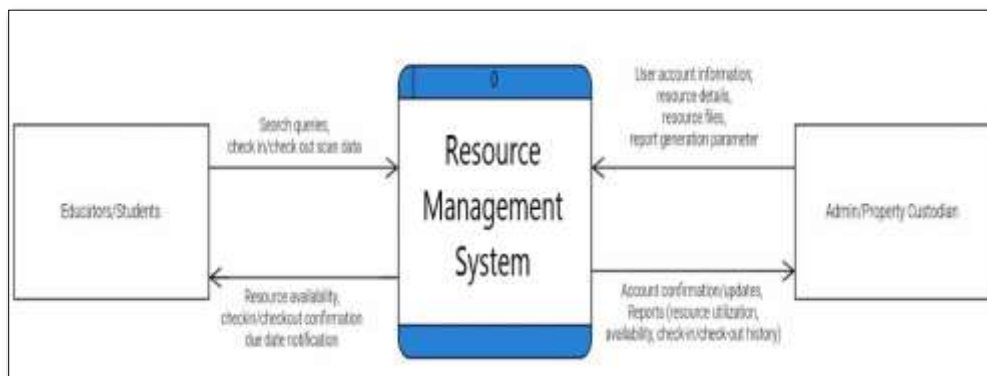 0
Search queries,
check in/check out scan data
User account information,
resource details,
resource files,
report generation parameter
Educators/Students
Resource
Management
System
Admin/Property Custodian
Resource availability,
checkin/checkout confirmation
due date notification
Account confirmation/updates,
Reports (resource utilization,
availability, check-in/check-out history)